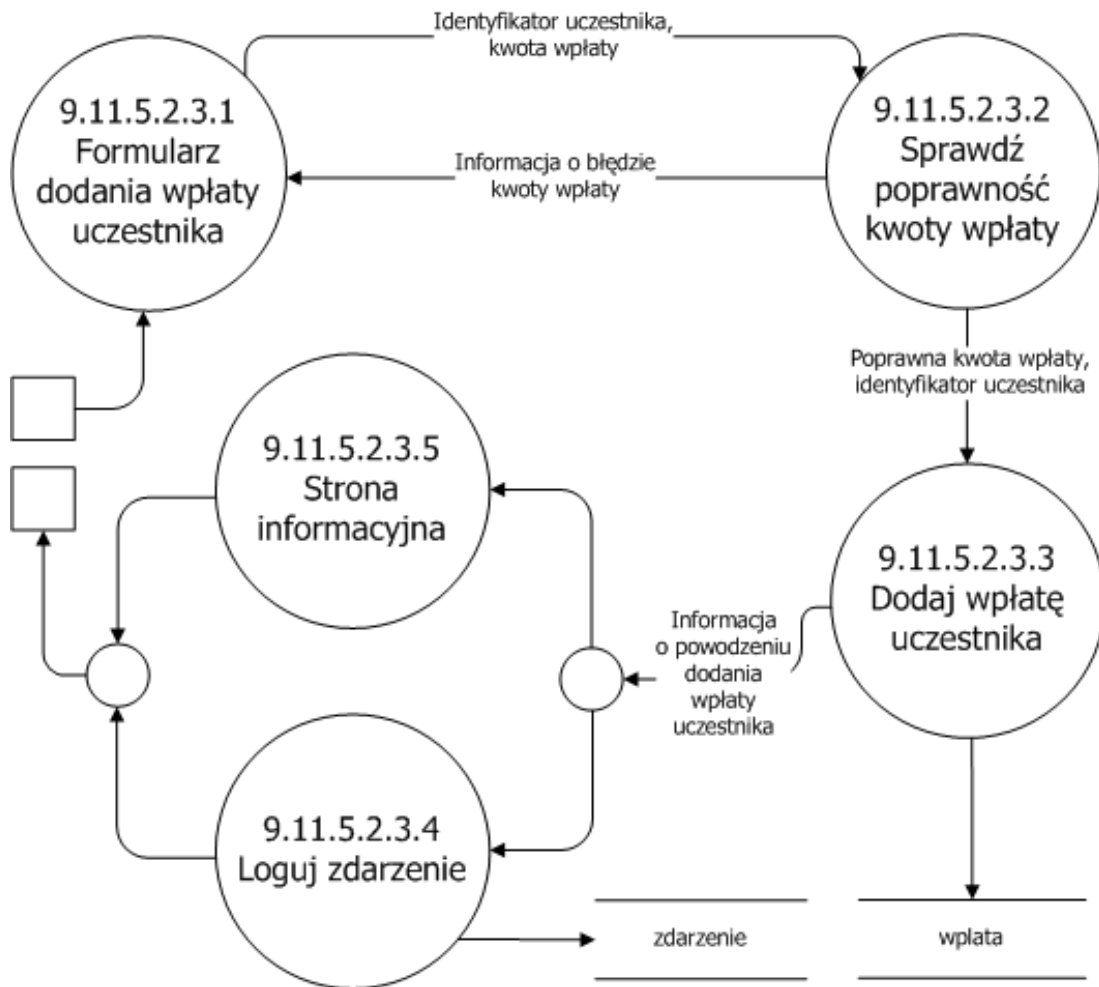 Identyfikator uczestnika,
kwota wpłaty
9.11.5.2.3.1
Formularz
dodania wpłaty
uczestnika
9.11.5.2.3.2
Sprawdź
poprawność
kwoty wpłaty
Informacja o błędzie
kwoty wpłaty
Poprawna kwota wpłaty,
identyfikator uczestnika
9.11.5.2.3.5
Strona
informacyjna
9.11.5.2.3.3
Dodaj wpłatę
uczestnika
Informacja
o powodzeniu
dodania
wpłaty
uczestnika
9.11.5.2.3.4
Loguj zdarzenie
zdarzenie
wplata